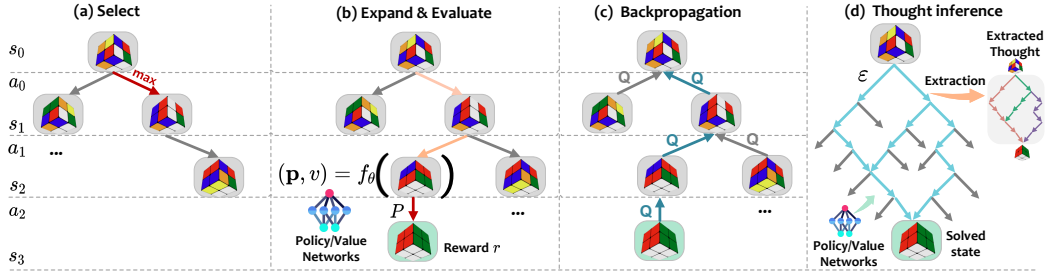 (a) Select
(b) Expand & Evaluate
(c) Backpropagation
(d) Thought inference
s₀
a₀
s₁
a₁
s₂
a₂
s₃
max
...
(p, v) = f_θ( )
P
Policy/Value
Networks
Reward r
...
Q
Q
Q
Q
Q
...
ε
Extraction
Extracted
Thought
Policy/Value
Networks
Solved
state